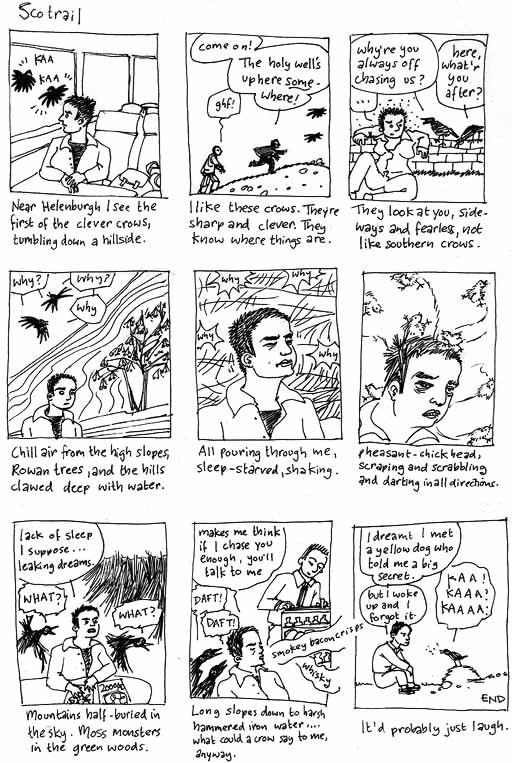 Scotrail
KAA
KAA
Near Helenburgh I see the
first of the clever crows,
tumbling down a hillside.
come on!
The holy well's
up here some-
where!
ghf!
I like these crows. They're
sharp and clever. They
know where things are.
why're you
always off
chasing us?
here,
what'r
you
after?
...
They look at you, side-
ways and fearless, not
like southern crows.
why?
why?
why
Chill air from the high slopes,
Rowan trees, and the hills
clawed deep with water.
why
why
why
why
All pouring through me,
sleep-starved, shaking.
pheasant-chick head,
scraping and scrabbling
and darting in all directions.
lack of sleep
I suppose...
leaking dreams.
WHAT?
WHAT?
2000AD
Mountains half-buried in
the sky. Moss monsters
in the green woods.
makes me think
if I chase you
enough, you'll
talk to me
DAFT!
DAFT!
smokey bacon crisps
whisky
Long slopes down to harsh
hammered iron water....
what could a crow say to me,
anyway.
I dreamt I met
a yellow dog who
told me a big
secret.
but I woke
up and I
forgot it.
KAA!
KAAA!
KAAAA!
END
It'd probably just laugh.